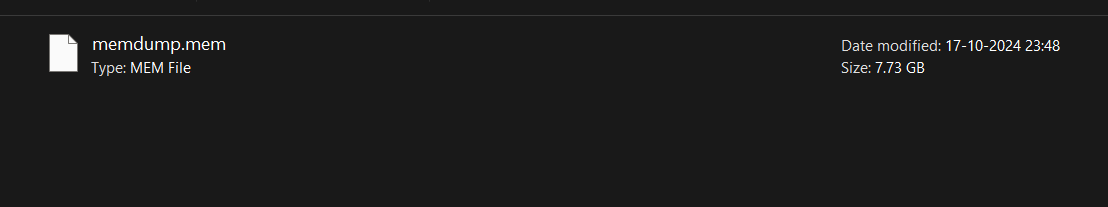 memdump.mem
Type: MEM File
Date modified: 17-10-2024 23:48
Size: 7.73 GB